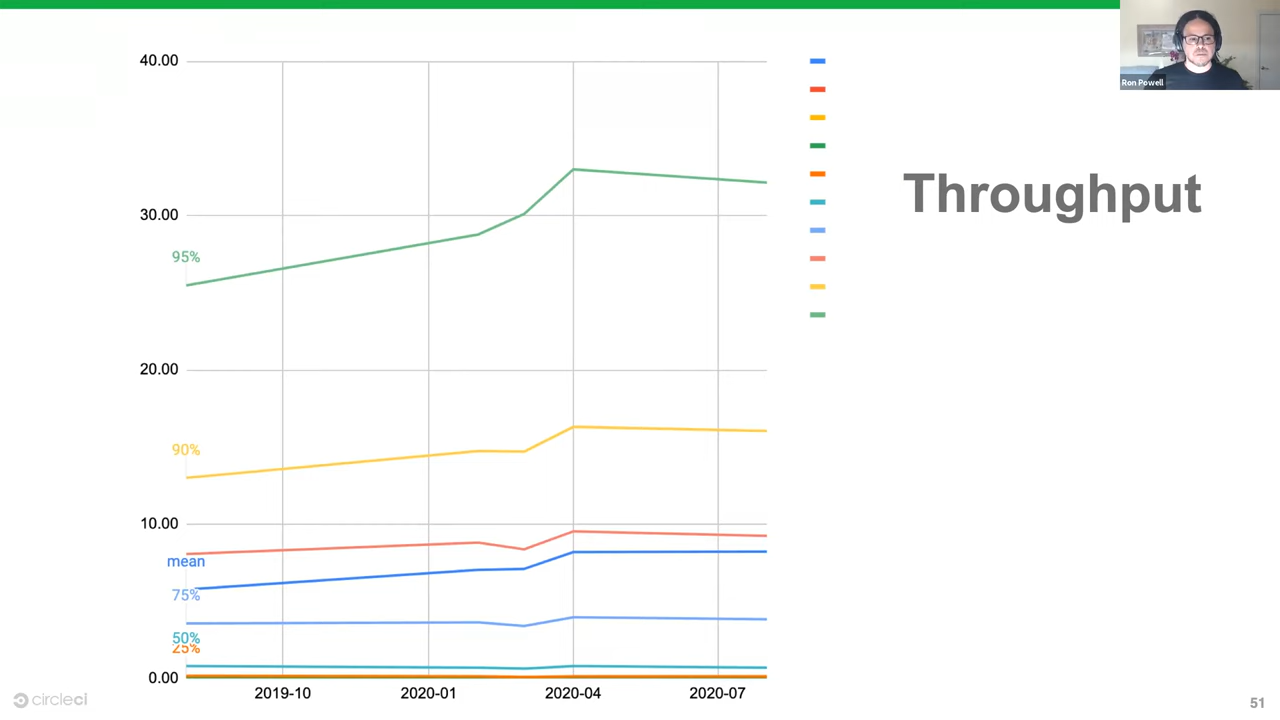 Ron Powell
40.00
Throughput
30.00
95%
20.00
90%
10.00
mean
75%
50%
25%
0.00
2019-10 2020-01 2020-04 2020-07
circleci
51